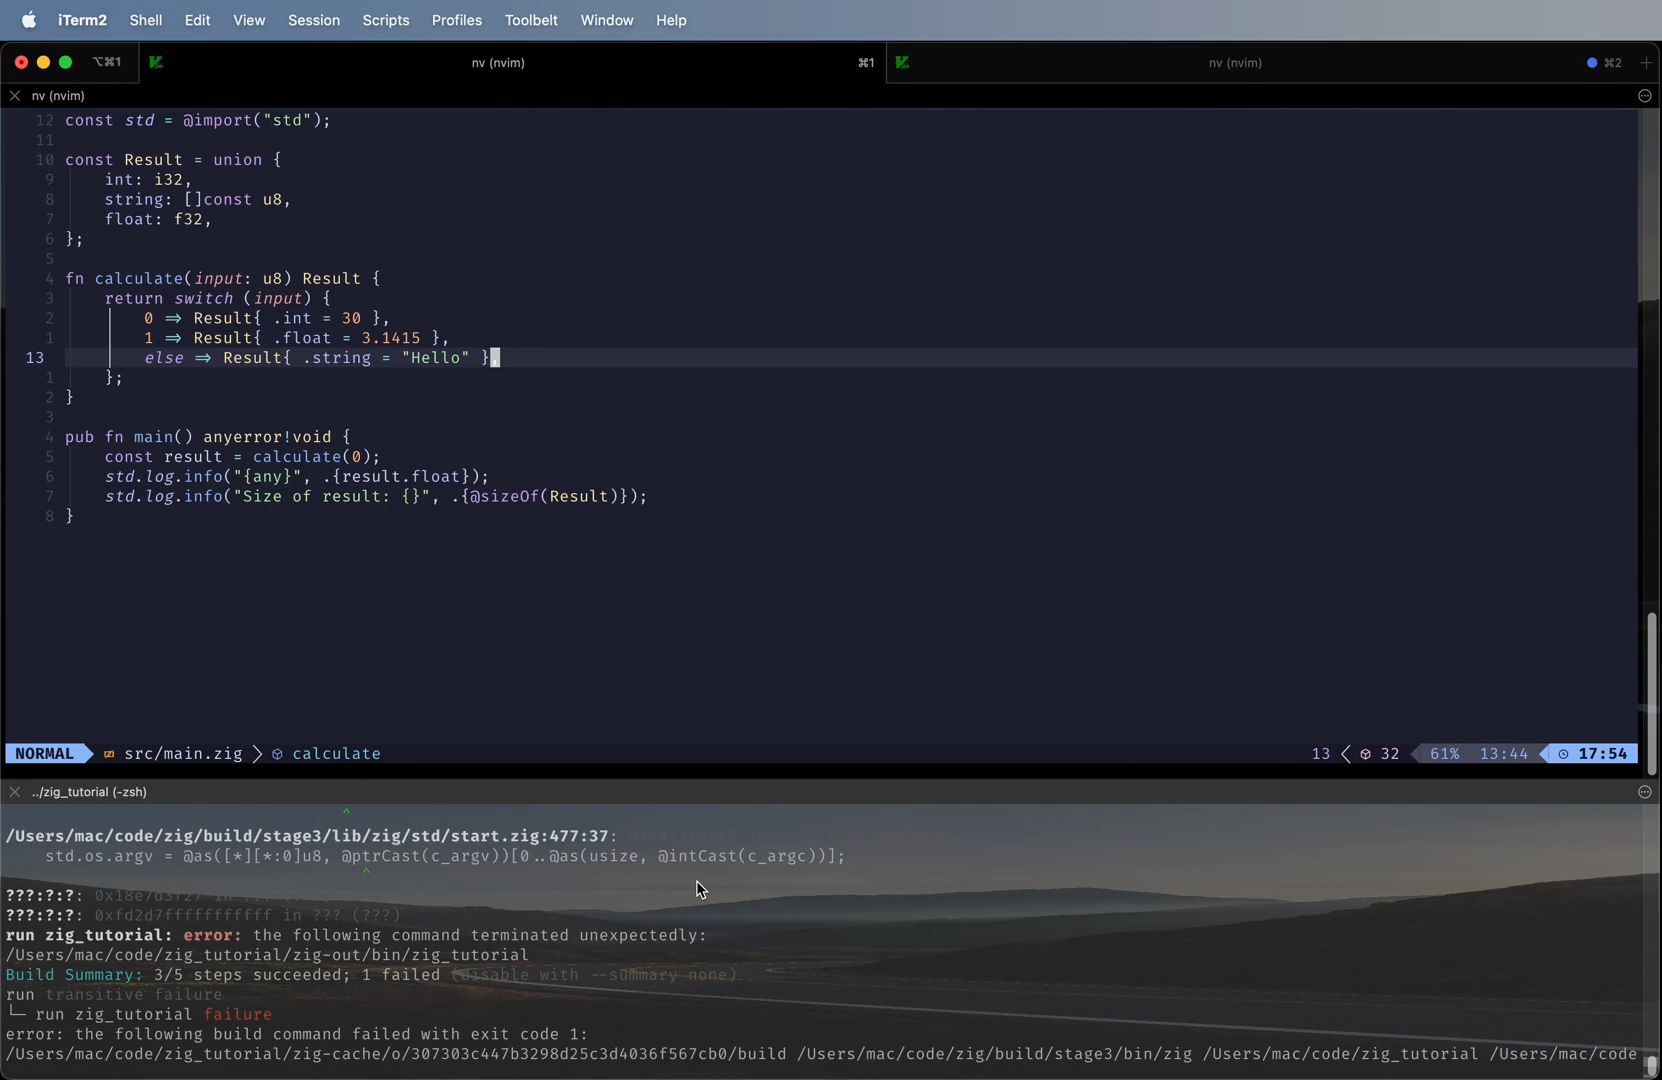 iTerm2 Shell Edit View Session Scripts Profiles Toolbelt Window Help
⌥⌘1 nv (nvim) ⌘1 nv (nvim) ⌘2 +
nv (nvim)
12 const std = @import("std");
11
10 const Result = union {
9 int: i32,
8 string: []const u8,
7 float: f32,
6 };
5
4 fn calculate(input: u8) Result {
3 return switch (input) {
2 0 => Result{ .int = 30 },
1 1 => Result{ .float = 3.1415 },
13 else => Result{ .string = "Hello" },
1 };
2 }
3
4 pub fn main() anyerror!void {
5 const result = calculate(0);
6 std.log.info("{any}", .{result.float});
7 std.log.info("Size of result: {}", .{@sizeOf(Result)});
8 }
NORMAL src/main.zig calculate 13 32 61% 13:44 17:54
../zig_tutorial (-zsh)
^
/Users/mac/code/zig/build/stage3/lib/zig/std/start.zig:477:37:
std.os.argv = @as([*][*:0]u8, @ptrCast(c_argv))[0..@as(usize, @intCast(c_argc))];
^
???:?:?: in ??? (???)
???:?:?: 0xfd2d7fffffffffff in ??? (???)
run zig_tutorial: error: the following command terminated unexpectedly:
/Users/mac/code/zig_tutorial/zig-out/bin/zig_tutorial
Build Summary: 3/5 steps succeeded; 1 failed (disable with --summary none)
run transitive failure
└─ run zig_tutorial failure
error: the following build command failed with exit code 1:
/Users/mac/code/zig_tutorial/zig-cache/o/307303c447b3298d25c3d4036f567cb0/build /Users/mac/code/zig/build/stage3/bin/zig /Users/mac/code/zig_tutorial /Users/mac/code